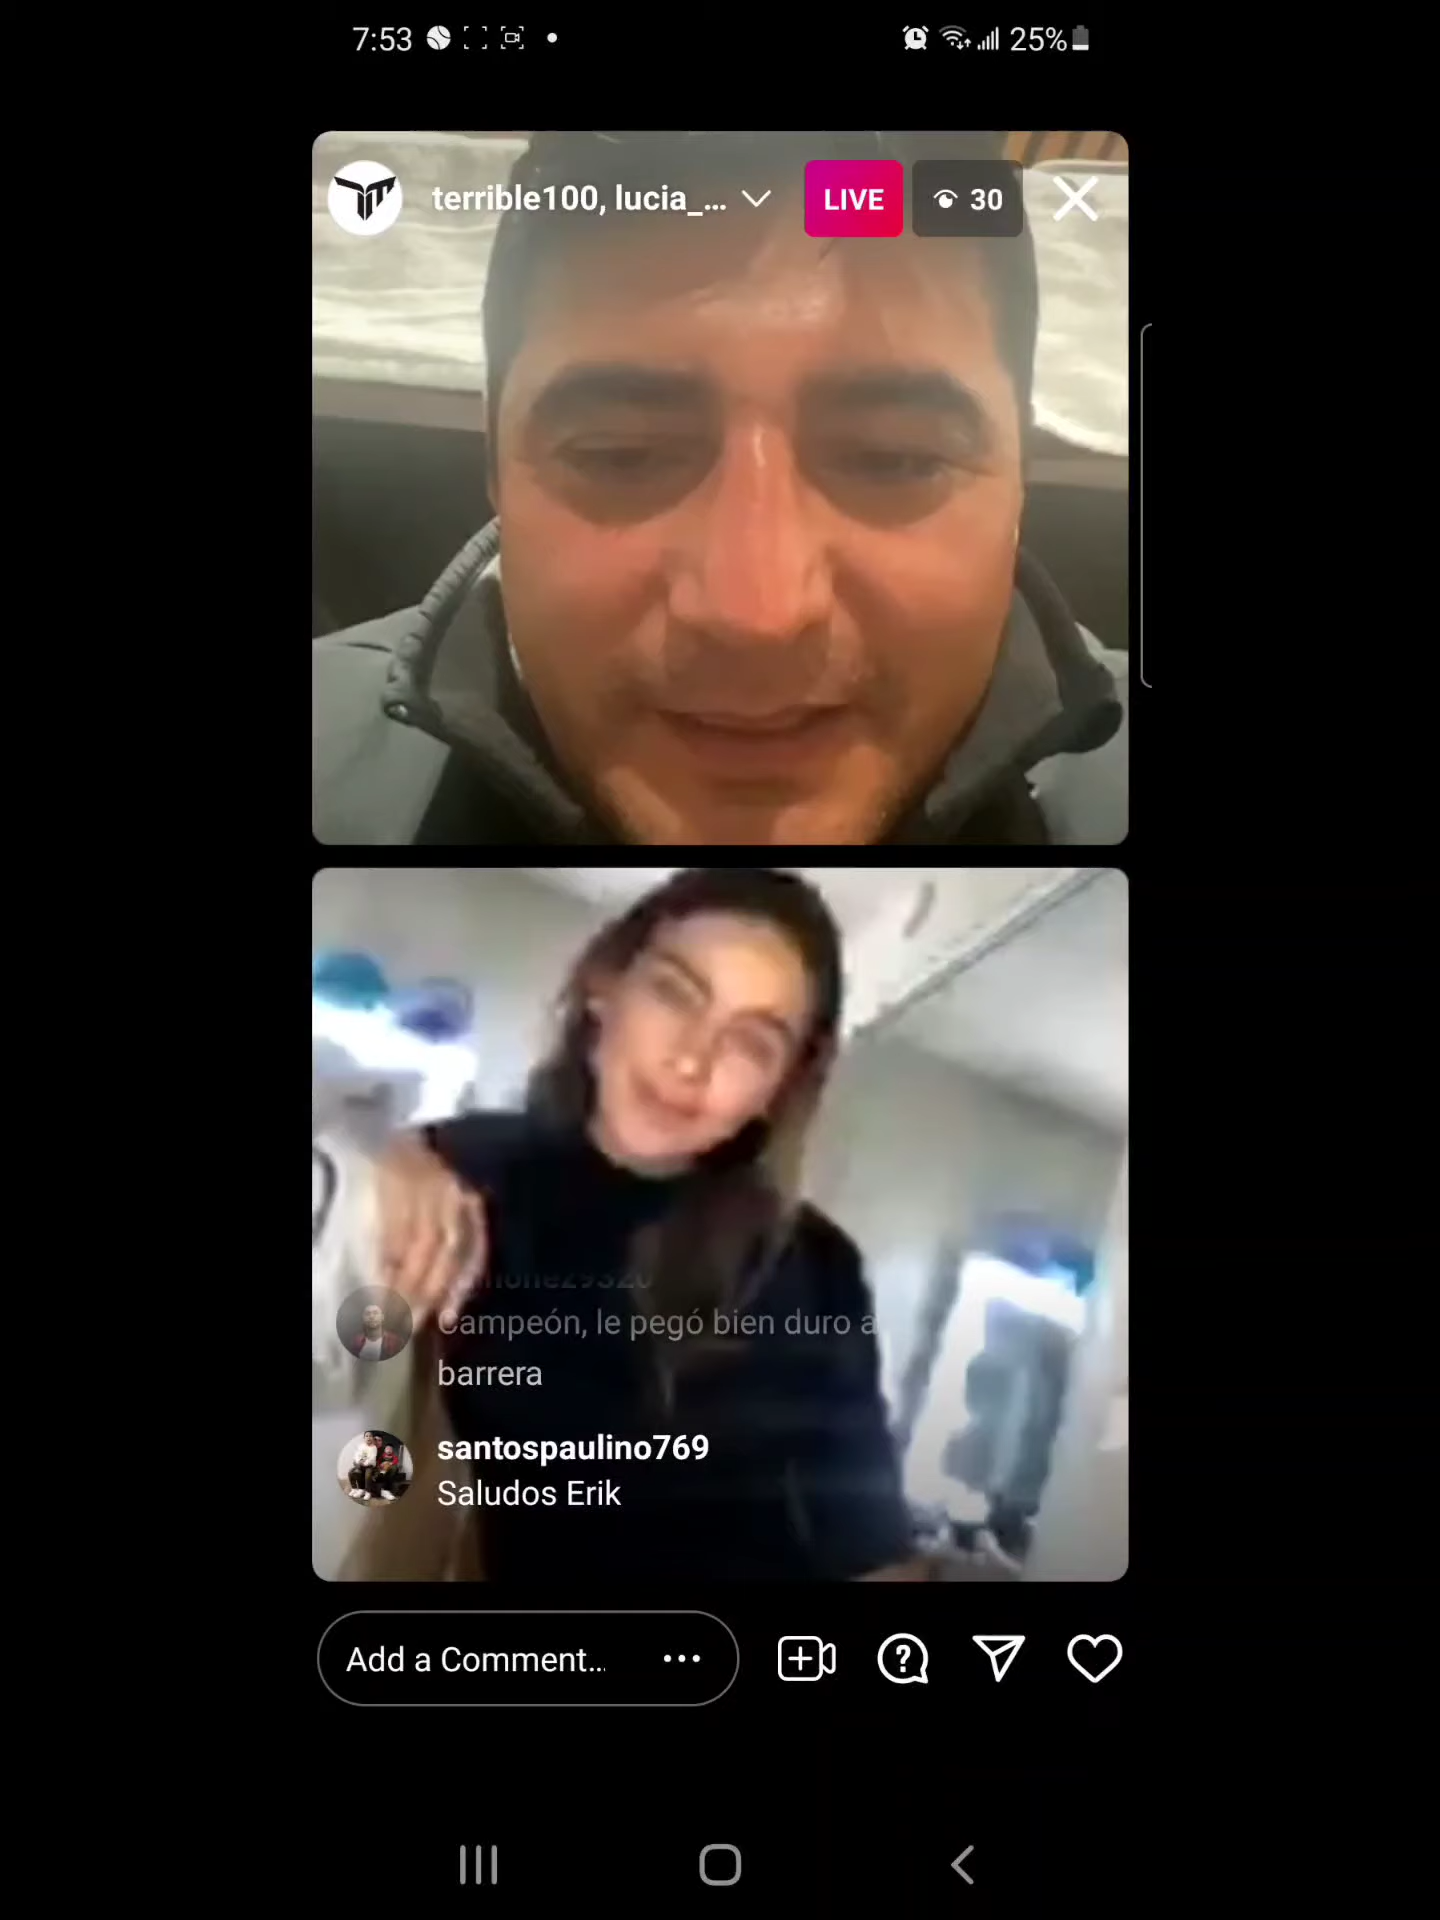 7:53
25%
terrible100, lucia_...
LIVE
30
Campeón, le pegó bien duro a
barrera
santospaulino769
Saludos Erik
Add a Comment...